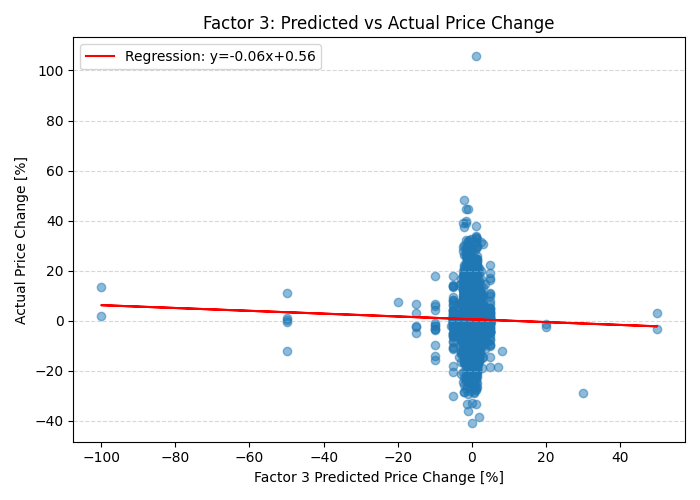 Factor 3: Predicted vs Actual Price Change
Regression: y=-0.06x+0.56
Actual Price Change [%]
100
80
60
40
20
0
−20
−40
−100 −80 −60 −40 −20 0 20 40
Factor 3 Predicted Price Change [%]